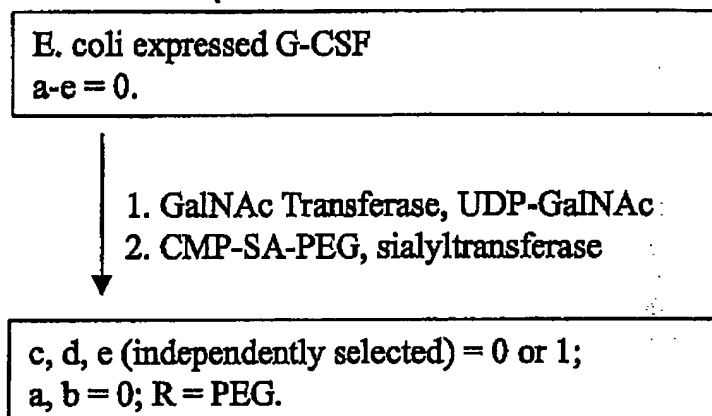 E. coli expressed G-CSF
a-e = 0.
1. GalNAc Transferase, UDP-GalNAc
2. CMP-SA-PEG, sialyltransferase
c, d, e (independently selected) = 0 or 1;
a, b = 0; R = PEG.